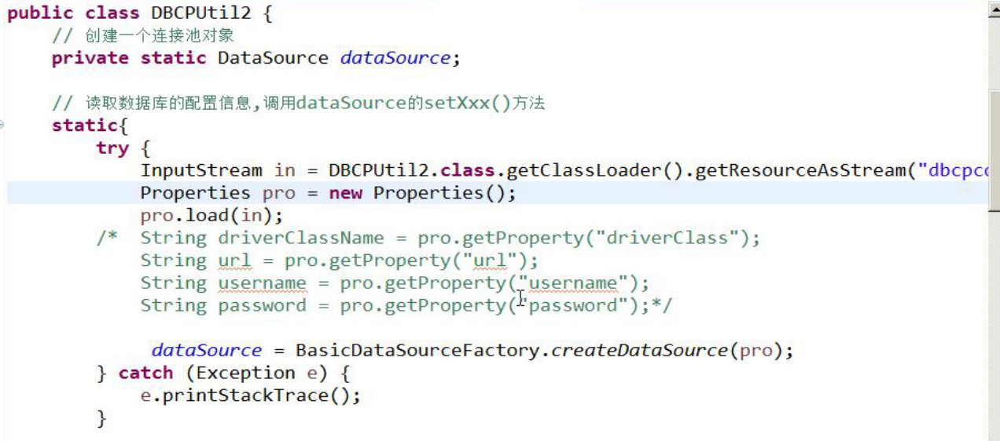 public class DBCPUtil2 {
// 创建一个连接池对象
private static DataSource dataSource;
// 读取数据库的配置信息,调用dataSource的setXxx()方法
static{
try {
InputStream in = DBCPUtil2.class.getClassLoader().getResourceAsStream("dbcpc
Properties pro = new Properties();
pro.load(in);
/* String driverClassName = pro.getProperty("driverClass");
String url = pro.getProperty("url");
String username = pro.getProperty("username");
String password = pro.getProperty("password");*/
dataSource = BasicDataSourceFactory.createDataSource(pro);
} catch (Exception e) {
e.printStackTrace();
}